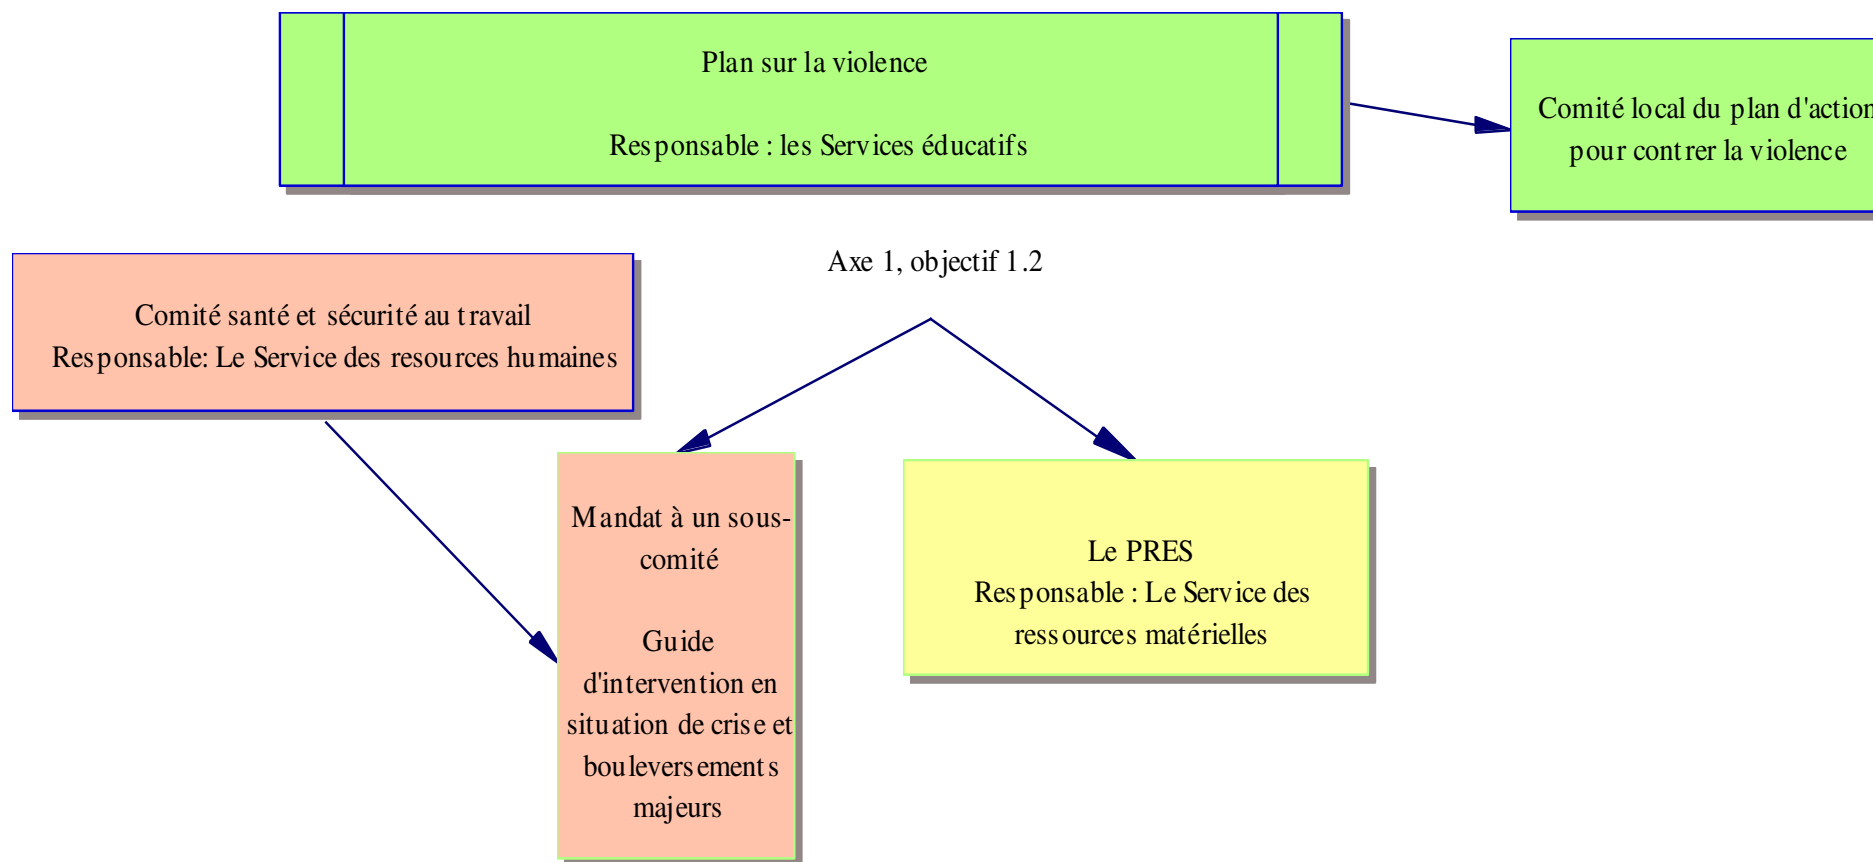 Plan sur la violence
Responsable : les Services éducatifs
Comité local du plan d'action
pour contrer la violence
Axe 1, objectif 1.2
Comité santé et sécurité au travail
Responsable: Le Service des resources humaines
Mandat à un sous-
comité
Guide
d'intervention en
situation de crise et
bouleversements
majeurs
Le PRES
Responsable : Le Service des
ressources matérielles